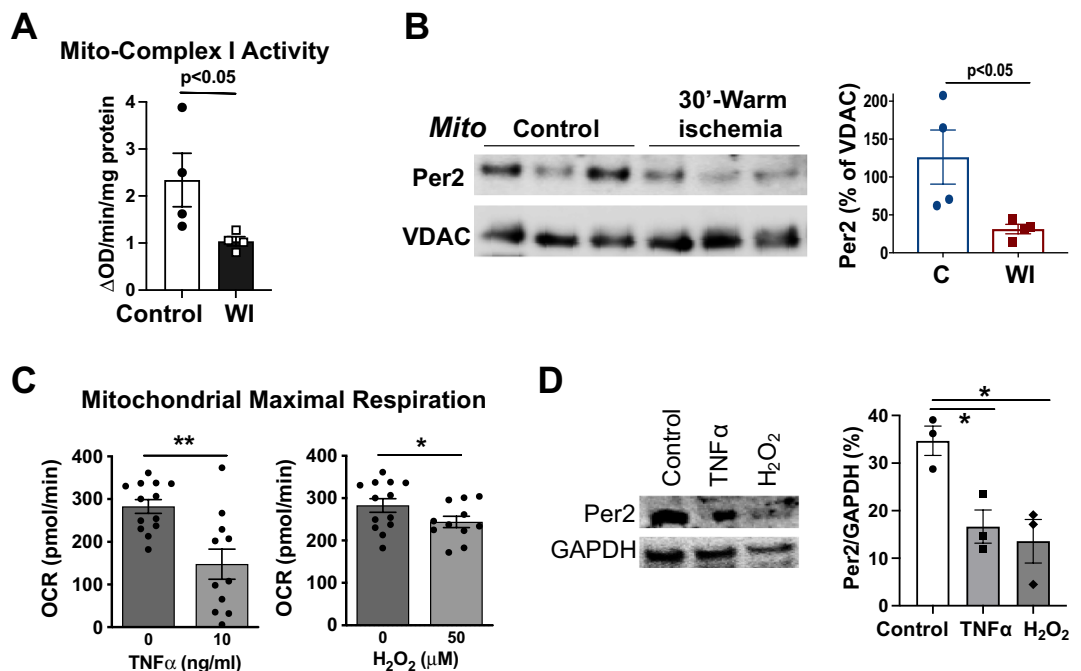 A
Mito-Complex I Activity
p<0.05
ΔOD/min/mg protein
4
3
2
1
0
Control WI
B
Mito Control 30'-Warm
ischemia
Per2
VDAC
p<0.05
Per2 (% of VDAC)
200
150
100
50
0
C WI
C
Mitochondrial Maximal Respiration
**
OCR (pmol/min)
400
300
200
100
0
0 10
TNFα (ng/ml)
*
OCR (pmol/min)
400
300
200
100
0
0 50
H₂O₂ (μM)
D
Control TNFα H₂O₂
Per2
GAPDH
*
*
Per2/GAPDH (%)
40
30
20
10
0
Control TNFα H₂O₂